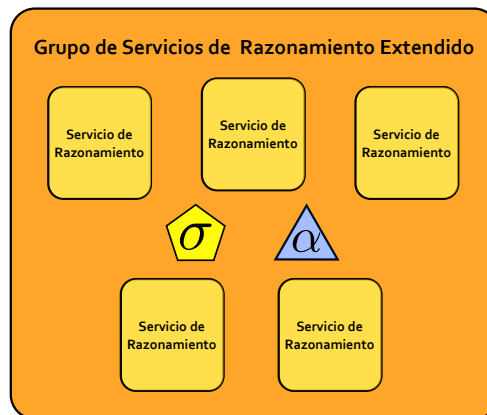 Grupo de Servicios de Razonamiento Extendido
Servicio de
Razonamiento
Servicio de
Razonamiento
Servicio de
Razonamiento
σ
α
Servicio de
Razonamiento
Servicio de
Razonamiento